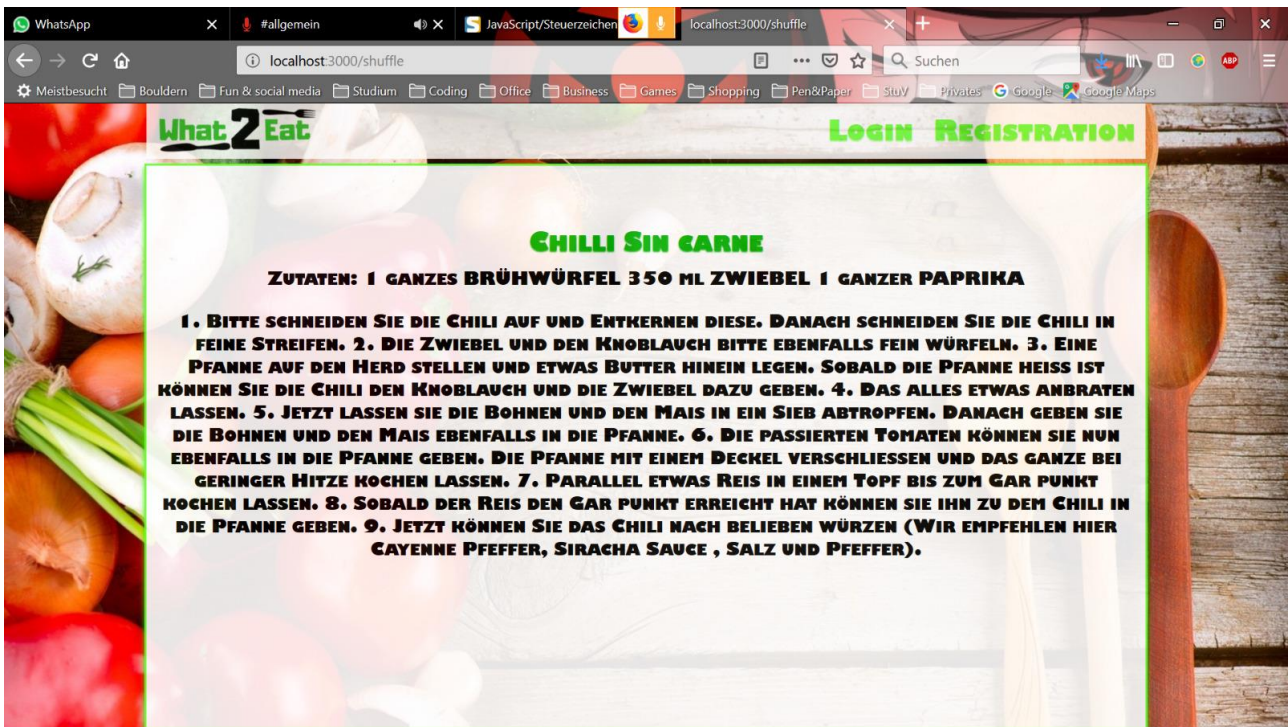 WhatsApp
#allgemein
JavaScript/Steuerzeichen
localhost:3000/shuffle
localhost:3000/shuffle
Suchen
ABP
Meistbesucht Bouldern Fun & social media Studium Coding Office Business Games Shopping Pen&Paper StuV Privates Google Google Maps
What 2 Eat
Login Registration
Chilli Sin carne
Zutaten: 1 ganzes BRÜHWÜRFEL 350 ml ZWIEBEL 1 ganzer PAPRIKA
1. Bitte schneiden Sie die Chili auf und Entkernen diese. Danach schneiden Sie die Chili in
feine Streifen. 2. Die Zwiebel und den Knoblauch bitte ebenfalls fein würfeln. 3. Eine
Pfanne auf den Herd stellen und etwas Butter hinein legen. Sobald die Pfanne heiss ist
können Sie die Chili den Knoblauch und die Zwiebel dazu geben. 4. Das alles etwas anbraten
lassen. 5. Jetzt lassen sie die Bohnen und den Mais in ein Sieb abtropfen. Danach geben sie
die Bohnen und den Mais ebenfalls in die Pfanne. 6. Die passierten Tomaten können sie nun
ebenfalls in die Pfanne geben. Die Pfanne mit einem Deckel verschliessen und das ganze bei
geringer Hitze kochen lassen. 7. Parallel etwas Reis in einem Topf bis zum Gar punkt
kochen lassen. 8. Sobald der Reis den Gar punkt erreicht hat können sie ihn zu dem Chili in
die Pfanne geben. 9. Jetzt können Sie das Chili nach belieben würzen (Wir empfehlen hier
Cayenne Pfeffer, Siracha Sauce , Salz und Pfeffer).